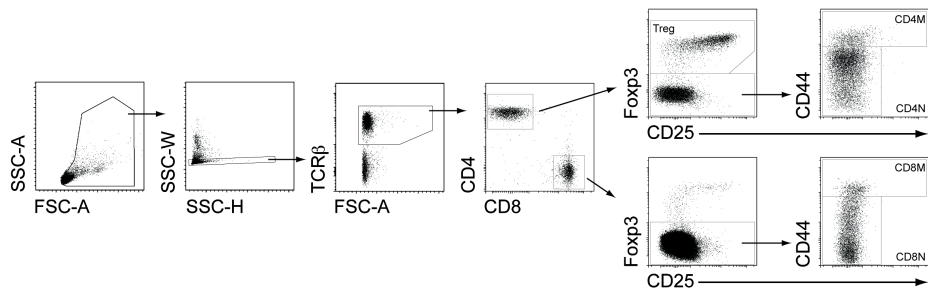 SSC-A
FSC-A
SSC-W
SSC-H
TCRβ
FSC-A
CD4
CD8
Treg
Foxp3
CD25
CD4M
CD44
CD4N
Foxp3
CD25
CD8M
CD44
CD8N